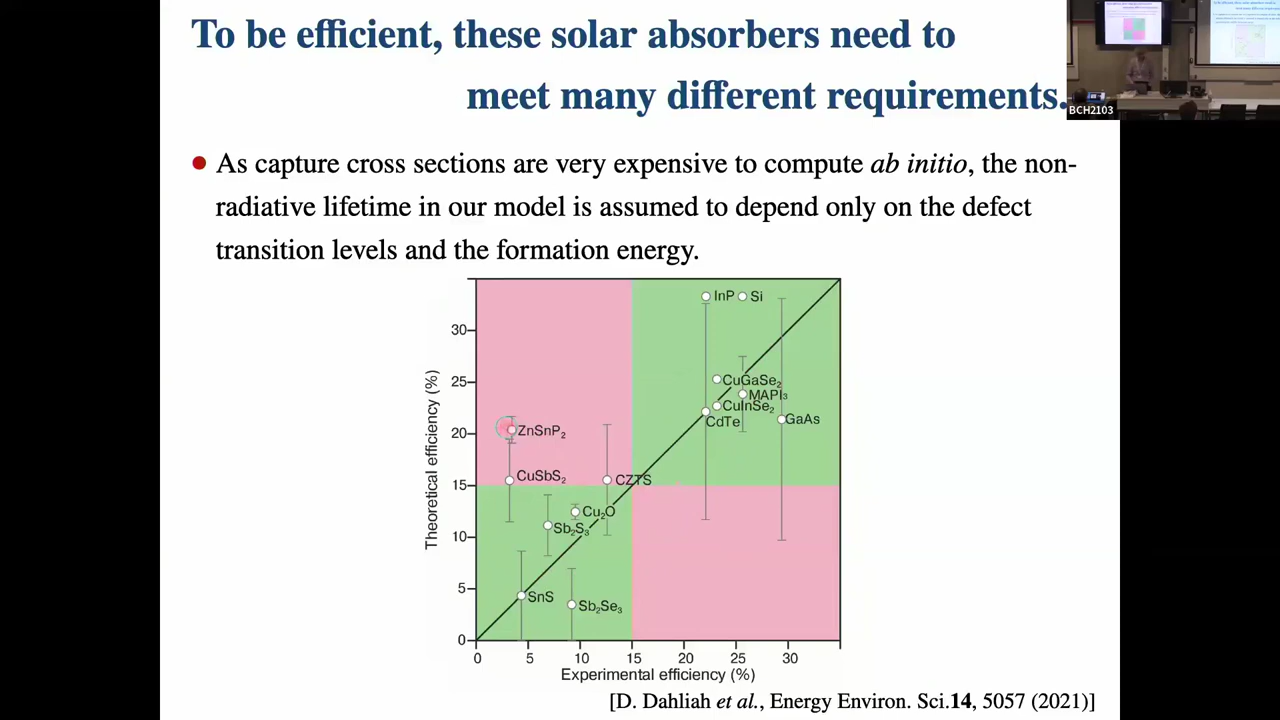 To be efficient, these solar absorbers need to
meet many different requirements.
BCH2103
● As capture cross sections are very expensive to compute ab initio, the non-
radiative lifetime in our model is assumed to depend only on the defect
transition levels and the formation energy.
Theoretical efficiency (%)
30
25
20
15
10
5
0
InP
Si
CuGaSe₂
MAPI₃
CuInSe₂
CdTe
GaAs
ZnSnP₂
CuSbS₂
CZTS
Cu₂O
Sb₂S₃
SnS
Sb₂Se₃
0 5 10 15 20 25 30
Experimental efficiency (%)
[D. Dahliah et al., Energy Environ. Sci.14, 5057 (2021)]